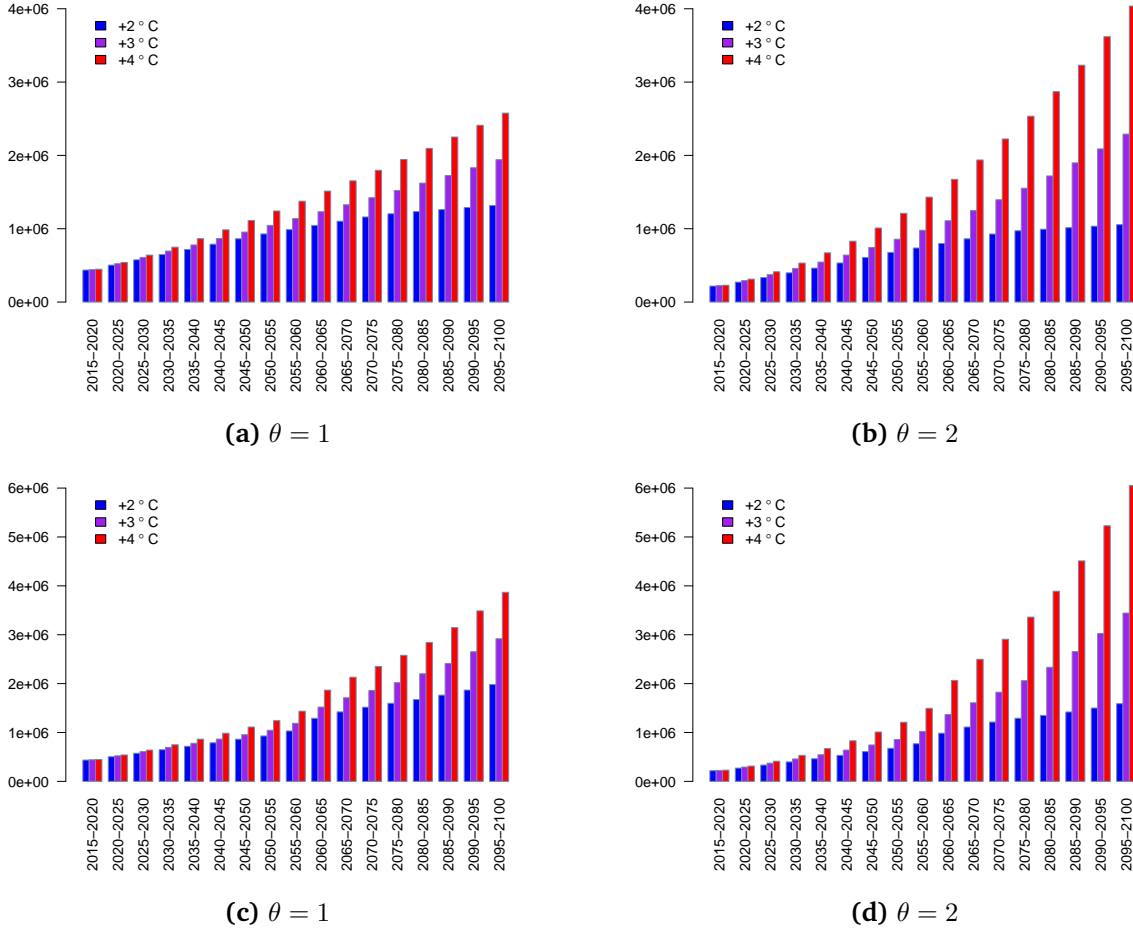 4e+06
3e+06
2e+06
1e+06
0e+00
+2 ° C
+3 ° C
+4 ° C
2015−2020
2020−2025
2025−2030
2030−2035
2035−2040
2040−2045
2045−2050
2050−2055
2055−2060
2060−2065
2065−2070
2070−2075
2075−2080
2080−2085
2085−2090
2090−2095
2095−2100
(a) θ = 1
4e+06
3e+06
2e+06
1e+06
0e+00
+2 ° C
+3 ° C
+4 ° C
2015−2020
2020−2025
2025−2030
2030−2035
2035−2040
2040−2045
2045−2050
2050−2055
2055−2060
2060−2065
2065−2070
2070−2075
2075−2080
2080−2085
2085−2090
2090−2095
2095−2100
(b) θ = 2
6e+06
5e+06
4e+06
3e+06
2e+06
1e+06
0e+00
+2 ° C
+3 ° C
+4 ° C
2015−2020
2020−2025
2025−2030
2030−2035
2035−2040
2040−2045
2045−2050
2050−2055
2055−2060
2060−2065
2065−2070
2070−2075
2075−2080
2080−2085
2085−2090
2090−2095
2095−2100
(c) θ = 1
6e+06
5e+06
4e+06
3e+06
2e+06
1e+06
0e+00
+2 ° C
+3 ° C
+4 ° C
2015−2020
2020−2025
2025−2030
2030−2035
2035−2040
2040−2045
2045−2050
2050−2055
2055−2060
2060−2065
2065−2070
2070−2075
2075−2080
2080−2085
2085−2090
2090−2095
2095−2100
(d) θ = 2